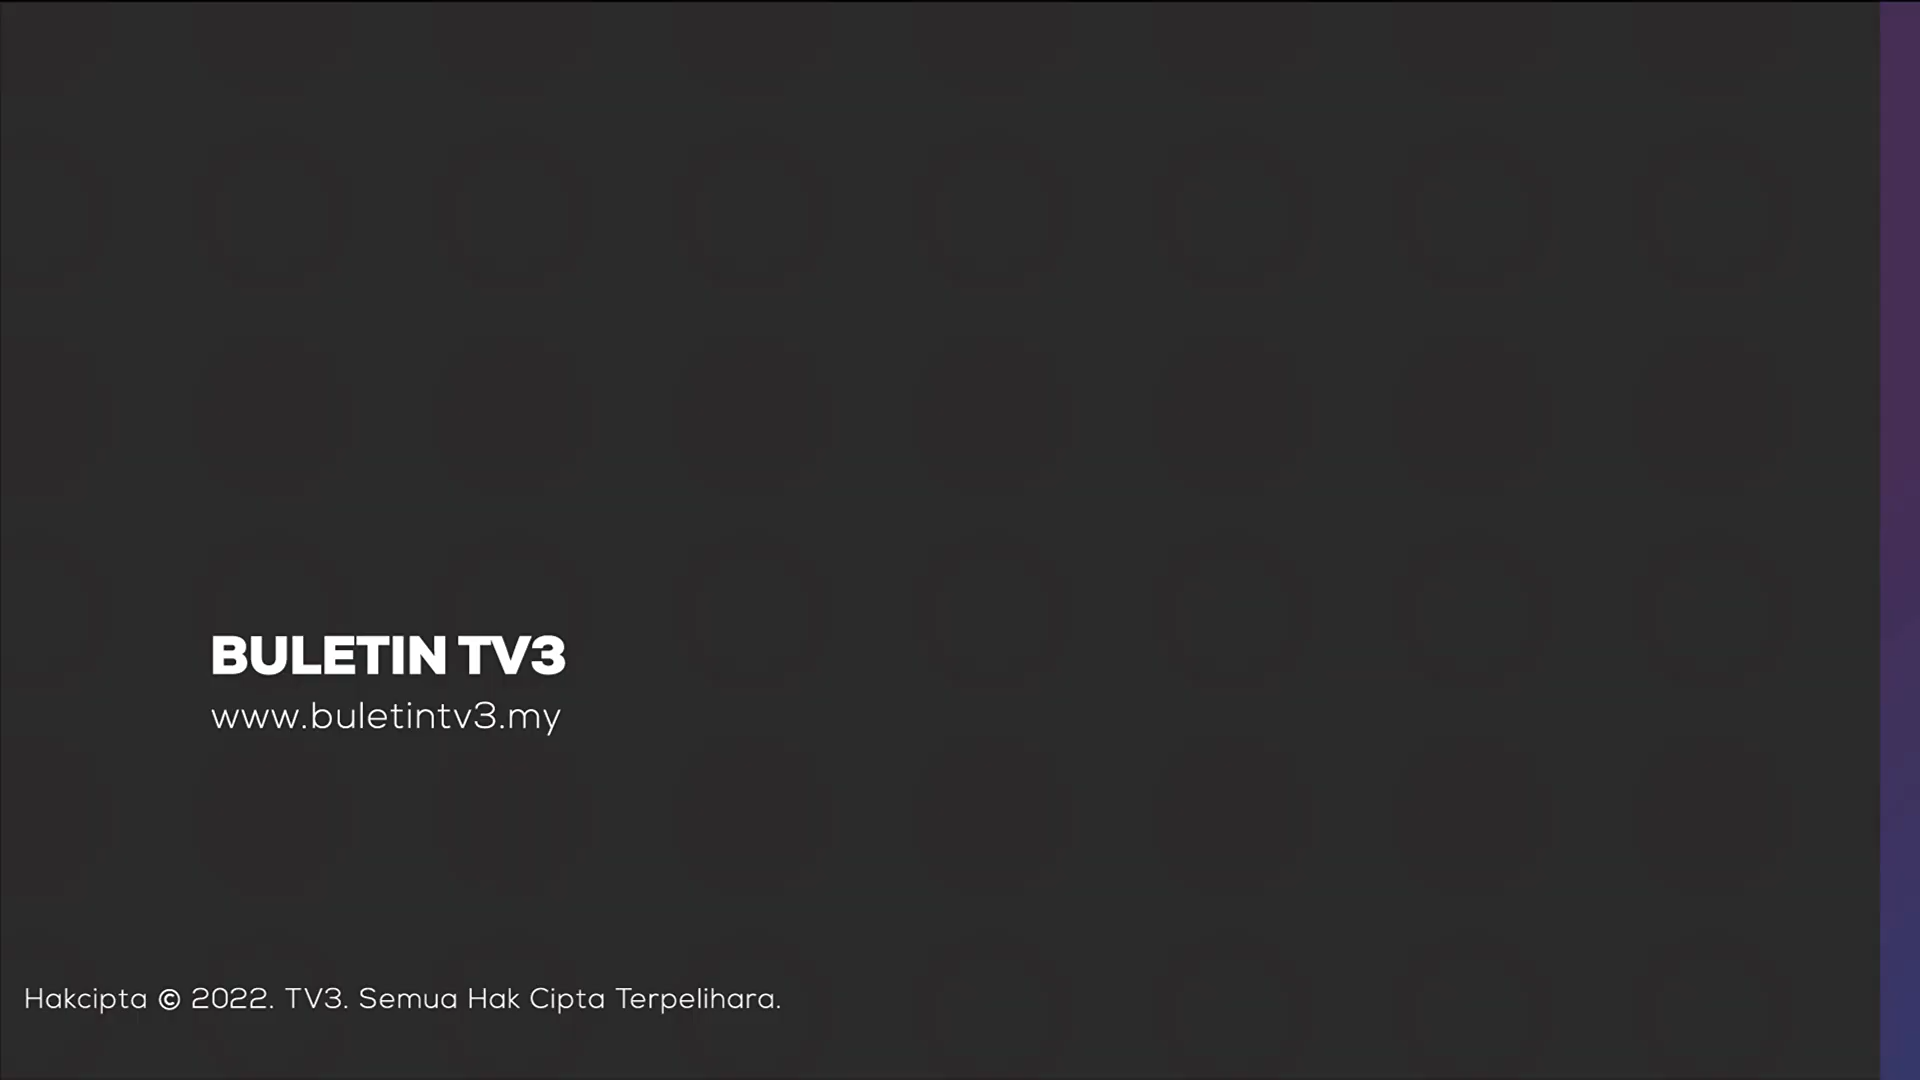 BULETIN TV3
www.buletintv3.my
Hakcipta © 2022. TV3. Semua Hak Cipta Terpelihara.